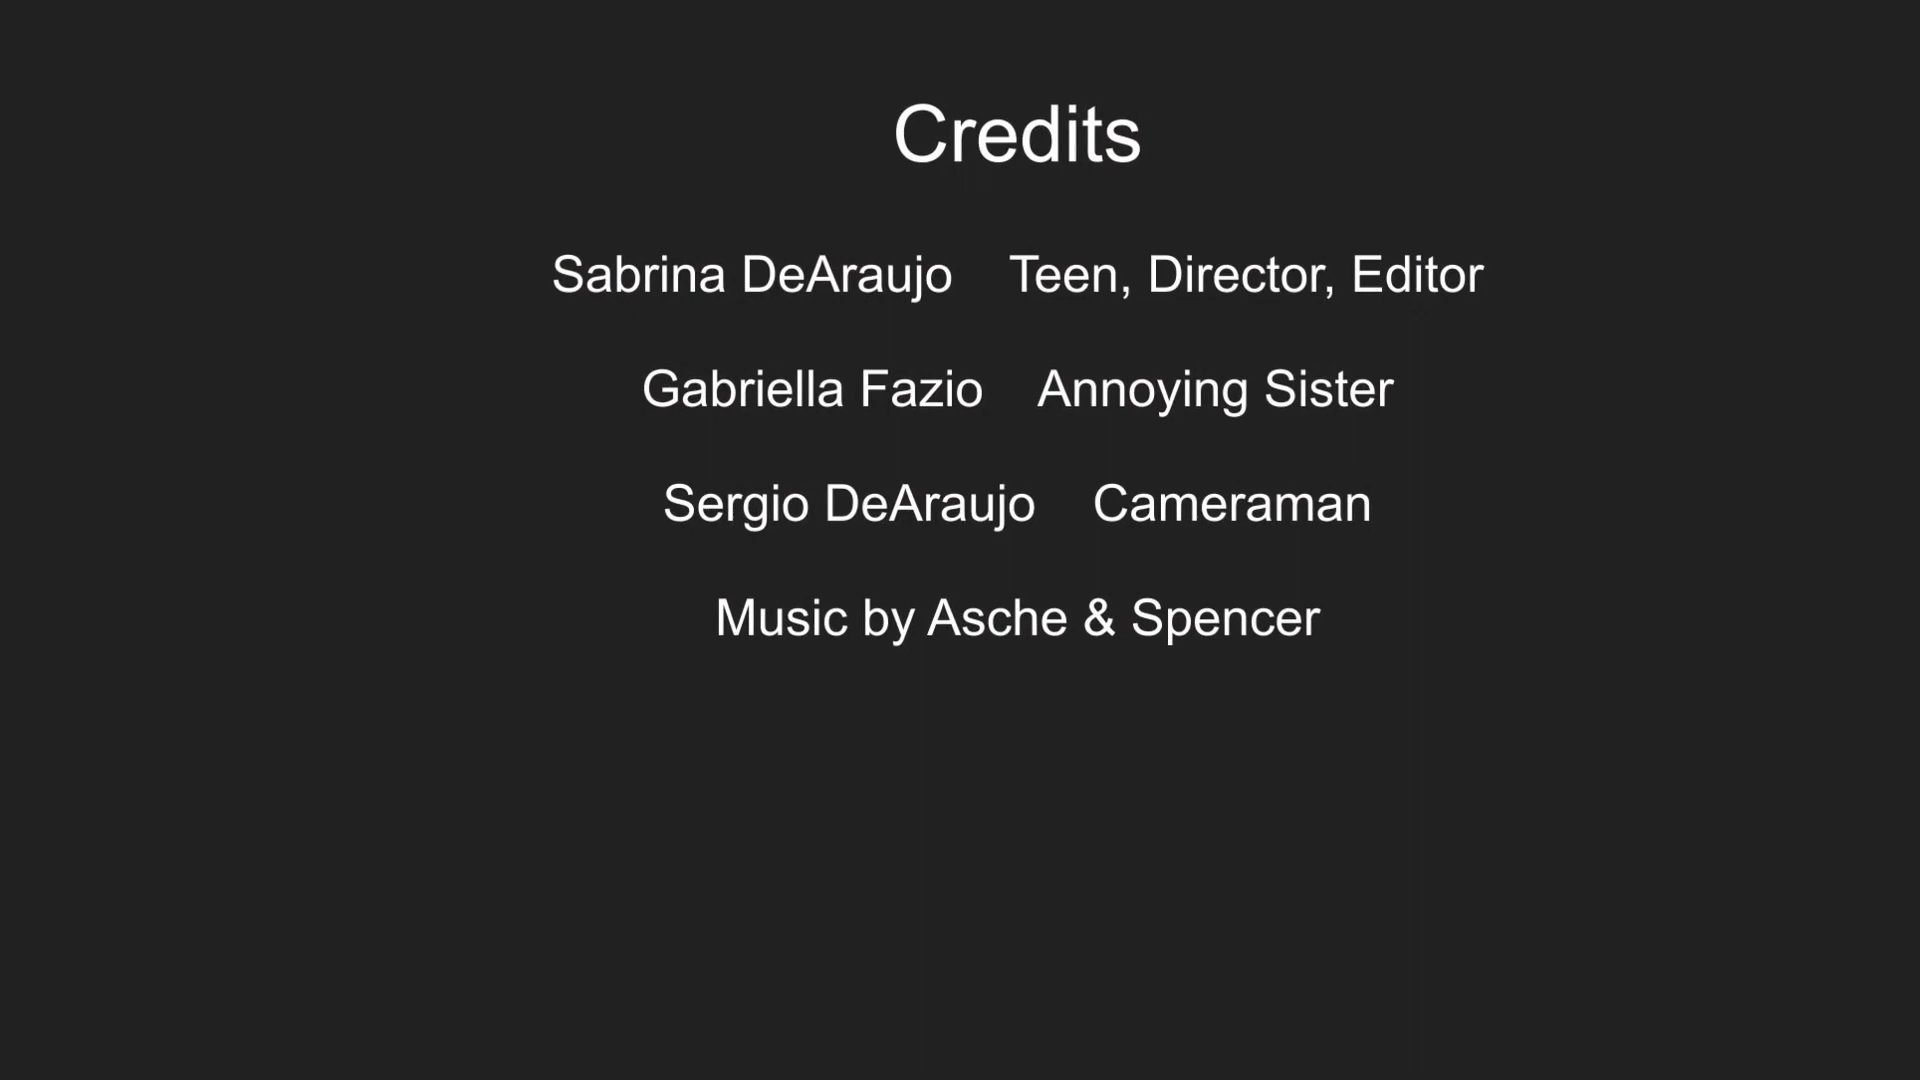 Credits
Sabrina DeAraujo Teen, Director, Editor
Gabriella Fazio Annoying Sister
Sergio DeAraujo Cameraman
Music by Asche & Spencer